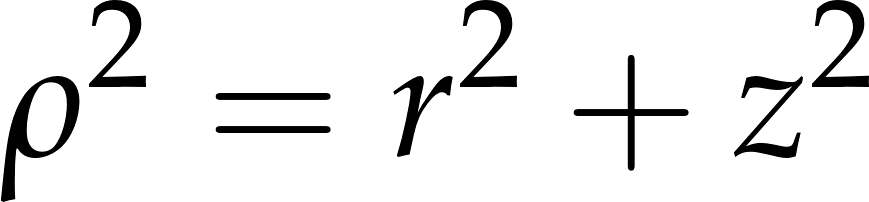 ρ² = r² + z²